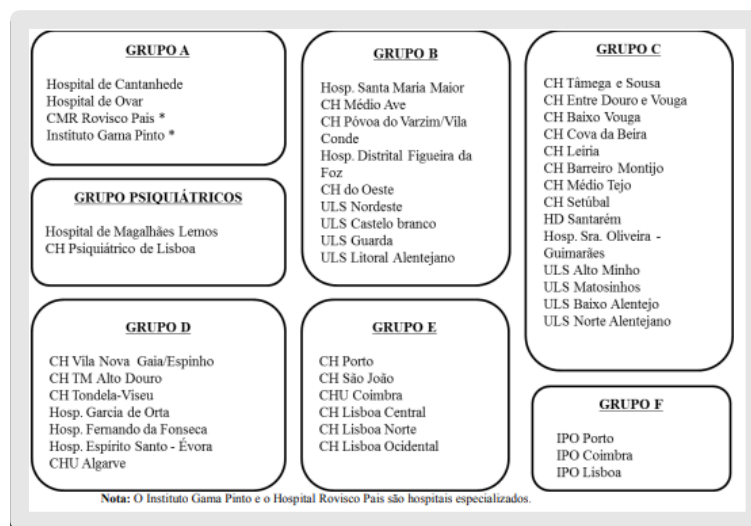 GRUPO A
Hospital de Cantanhede
Hospital de Ovar
CMR Rovisco Pais *
Instituto Gama Pinto *
GRUPO PSIQUIÁTRICOS
Hospital de Magalhães Lemos
CH Psiquiátrico de Lisboa
GRUPO B
Hosp. Santa Maria Maior
CH Médio Ave
CH Póvoa do Varzim/Vila
Conde
Hosp. Distrital Figueira da
Foz
CH do Oeste
ULS Nordeste
ULS Castelo branco
ULS Guarda
ULS Litoral Alentejano
GRUPO C
CH Tâmega e Sousa
CH Entre Douro e Vouga
CH Baixo Vouga
CH Cova da Beira
CH Leiria
CH Barreiro Montijo
CH Médio Tejo
CH Setúbal
HD Santarém
Hosp. Sra. Oliveira -
Guimarães
ULS Alto Minho
ULS Matosinhos
ULS Baixo Alentejo
ULS Norte Alentejano
GRUPO D
CH Vila Nova Gaia/Espinho
CH TM Alto Douro
CH Tondela-Viseu
Hosp. Garcia de Orta
Hosp. Fernando da Fonseca
Hosp. Espirito Santo - Évora
CHU Algarve
GRUPO E
CH Porto
CH São João
CHU Coimbra
CH Lisboa Central
CH Lisboa Norte
CH Lisboa Ocidental
GRUPO F
IPO Porto
IPO Coimbra
IPO Lisboa
Nota: O Instituto Gama Pinto e o Hospital Rovisco Pais são hospitais especializados.